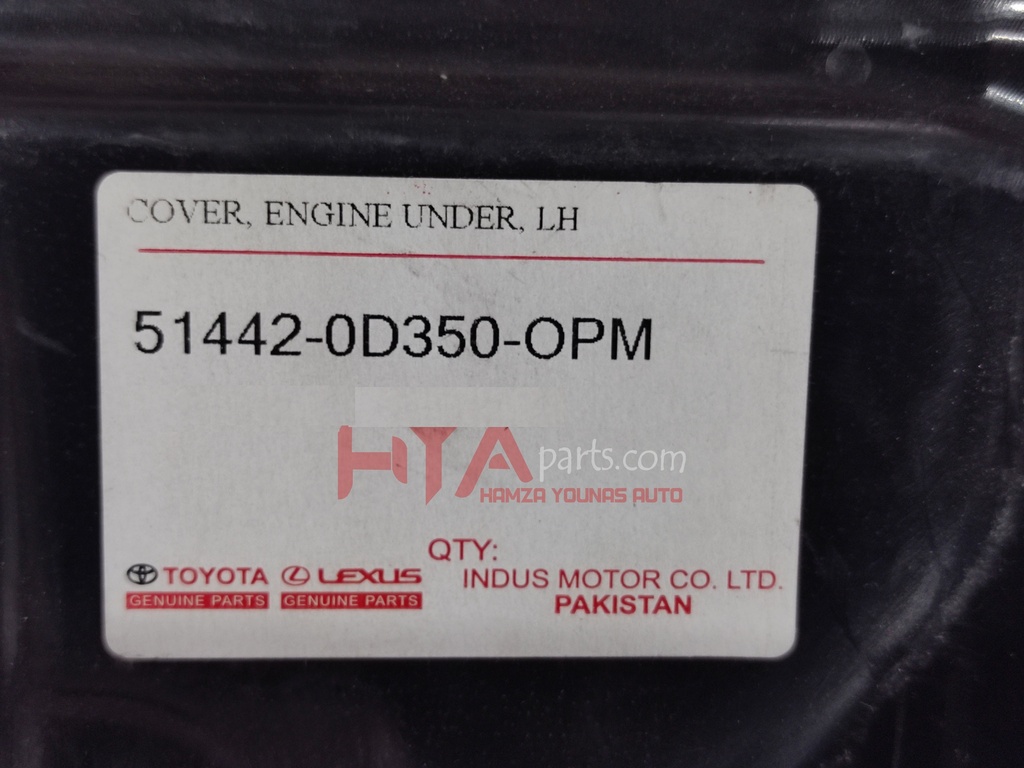 COVER, ENGINE UNDER, LH
51442-0D350-OPM
HYA parts.com
HAMZA YOUNAS AUTO
QTY:
TOYOTA LEXUS INDUS MOTOR CO. LTD.
GENUINE PARTS GENUINE PARTS PAKISTAN